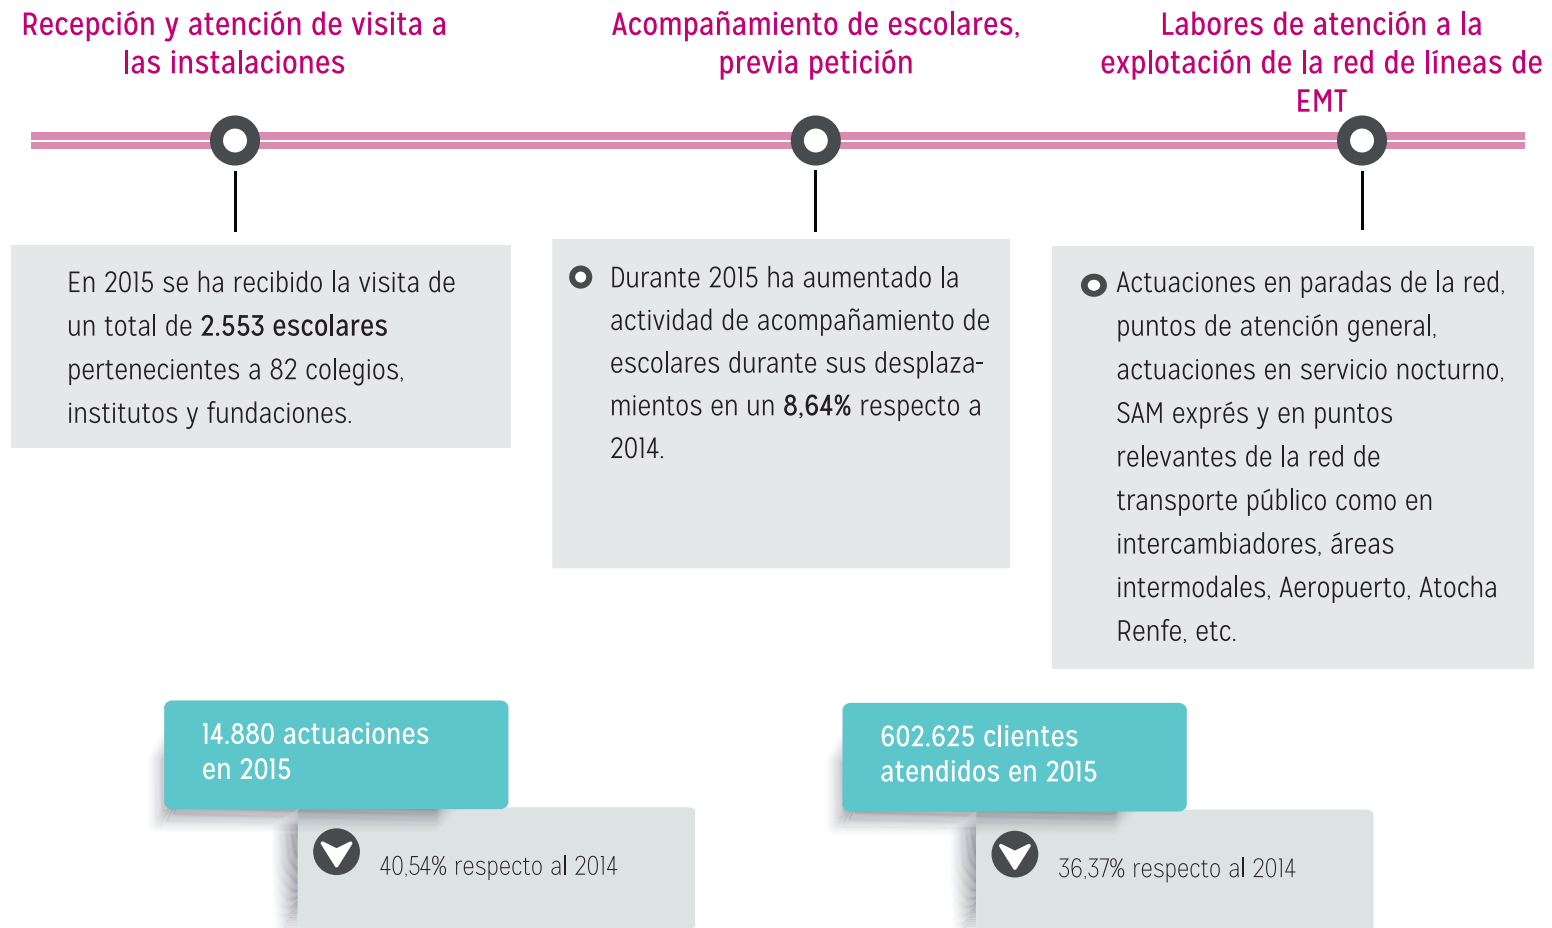 Recepción y atención de visita a
las instalaciones
Acompañamiento de escolares,
previa petición
Labores de atención a la
explotación de la red de líneas de
EMT
En 2015 se ha recibido la visita de
un total de 2.553 escolares
pertenecientes a 82 colegios,
institutos y fundaciones.
Durante 2015 ha aumentado la
actividad de acompañamiento de
escolares durante sus desplaza-
mientos en un 8,64% respecto a
2014.
Actuaciones en paradas de la red,
puntos de atención general,
actuaciones en servicio nocturno,
SAM exprés y en puntos
relevantes de la red de
transporte público como en
intercambiadores, áreas
intermodales, Aeropuerto, Atocha
Renfe, etc.
14.880 actuaciones
en 2015
40,54% respecto al 2014
602.625 clientes
atendidos en 2015
36,37% respecto al 2014